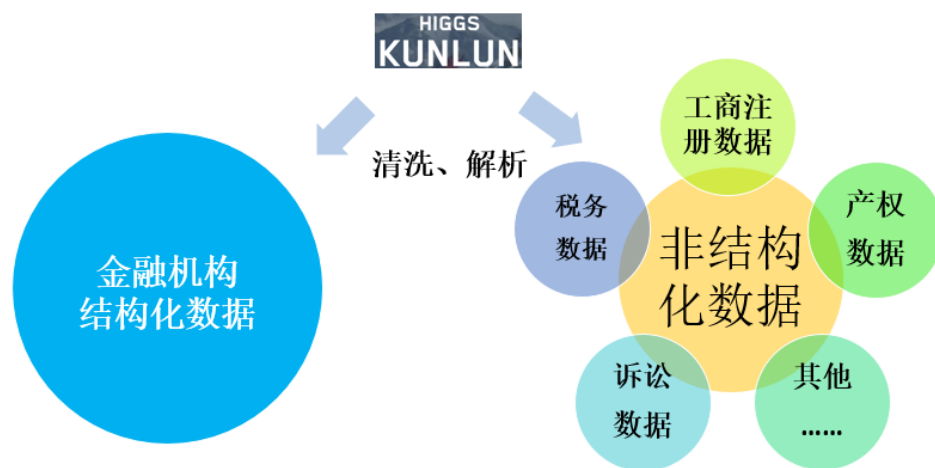 HIGGS
KUNLUN
清洗、解析
金融机构
结构化数据
工商注
册数据
税务
数据
产权
数据
非结构
化数据
诉讼
数据
其他
……